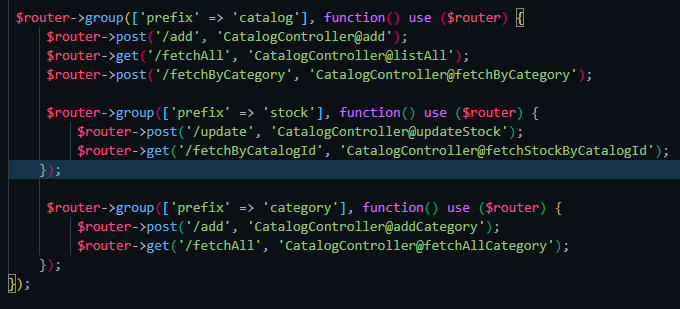 $router->group(['prefix' => 'catalog'], function() use ($router) {
$router->post('/add', 'CatalogController@add');
$router->get('/fetchAll', 'CatalogController@listAll');
$router->post('/fetchByCategory', 'CatalogController@fetchByCategory');
$router->group(['prefix' => 'stock'], function() use ($router) {
$router->post('/update', 'CatalogController@updateStock');
$router->get('/fetchByCatalogId', 'CatalogController@fetchStockByCatalogId');
});
$router->group(['prefix' => 'category'], function() use ($router) {
$router->post('/add', 'CatalogController@addCategory');
$router->get('/fetchAll', 'CatalogController@fetchAllCategory');
});
});